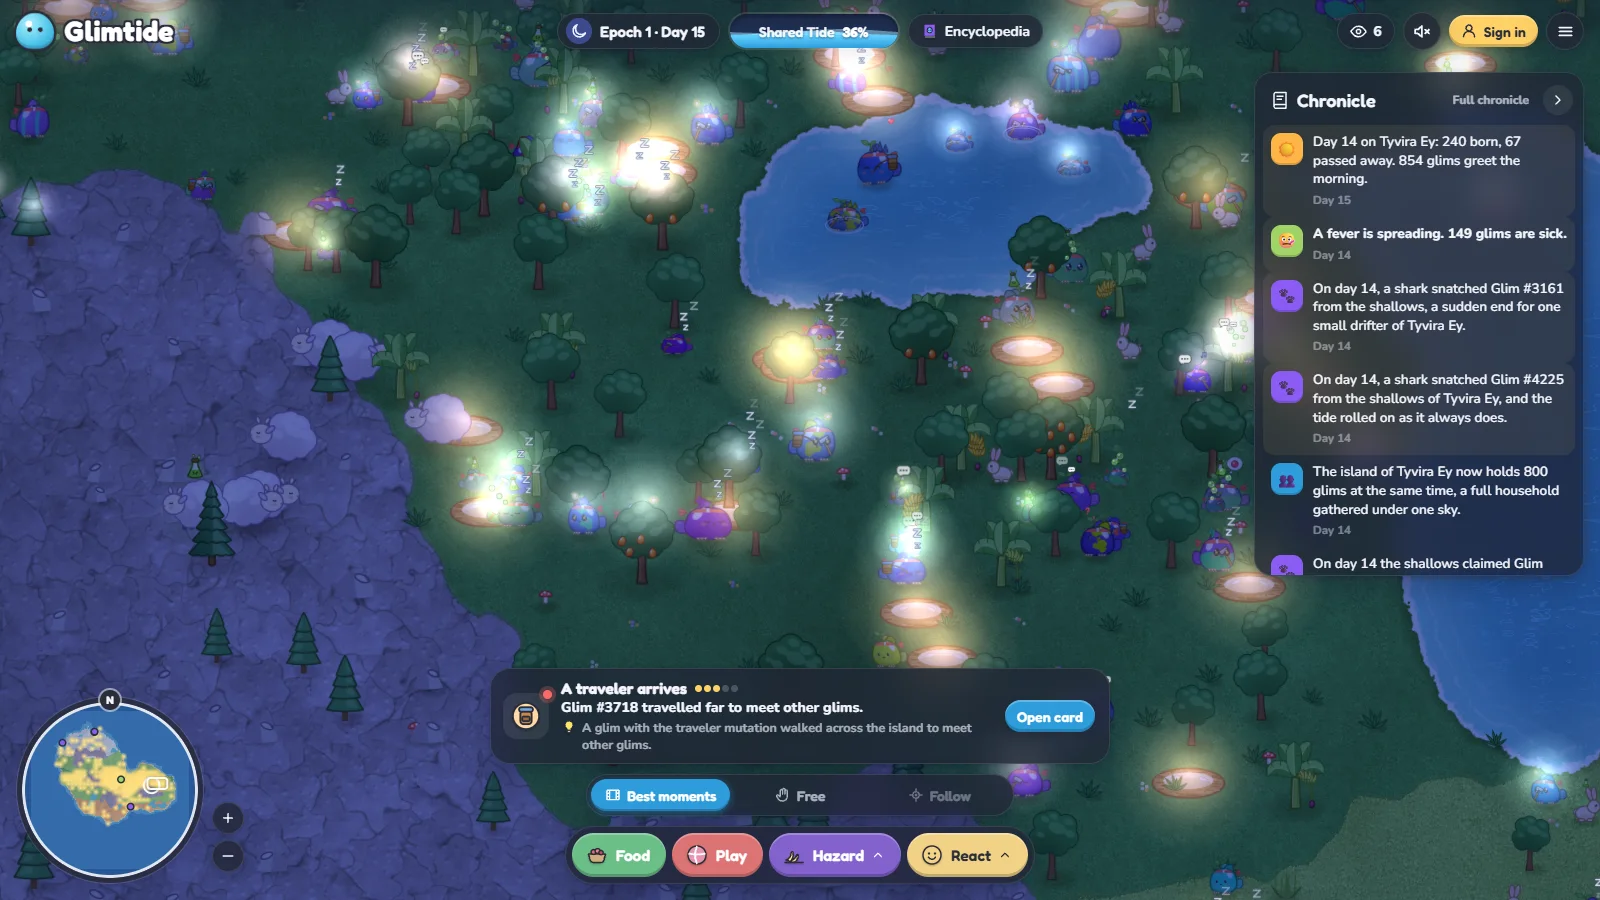 Glimtide
Epoch 1 · Day 15
Shared Tide 36%
Encyclopedia
6
Sign in
Chronicle
Full chronicle
Day 14 on Tyvira Ey: 240 born, 67
passed away. 854 glims greet the
morning.
Day 15
A fever is spreading. 149 glims are sick.
Day 14
On day 14, a shark snatched Glim #3161
from the shallows, a sudden end for one
small drifter of Tyvira Ey.
Day 14
On day 14, a shark snatched Glim #4225
from the shallows of Tyvira Ey, and the
tide rolled on as it always does.
Day 14
The island of Tyvira Ey now holds 800
glims at the same time, a full household
gathered under one sky.
Day 14
On day 14 the shallows claimed Glim
A traveler arrives
Glim #3718 travelled far to meet other glims.
A glim with the traveler mutation walked across the island to meet
other glims.
Open card
Best moments
Free
Follow
Food
Play
Hazard
React
N